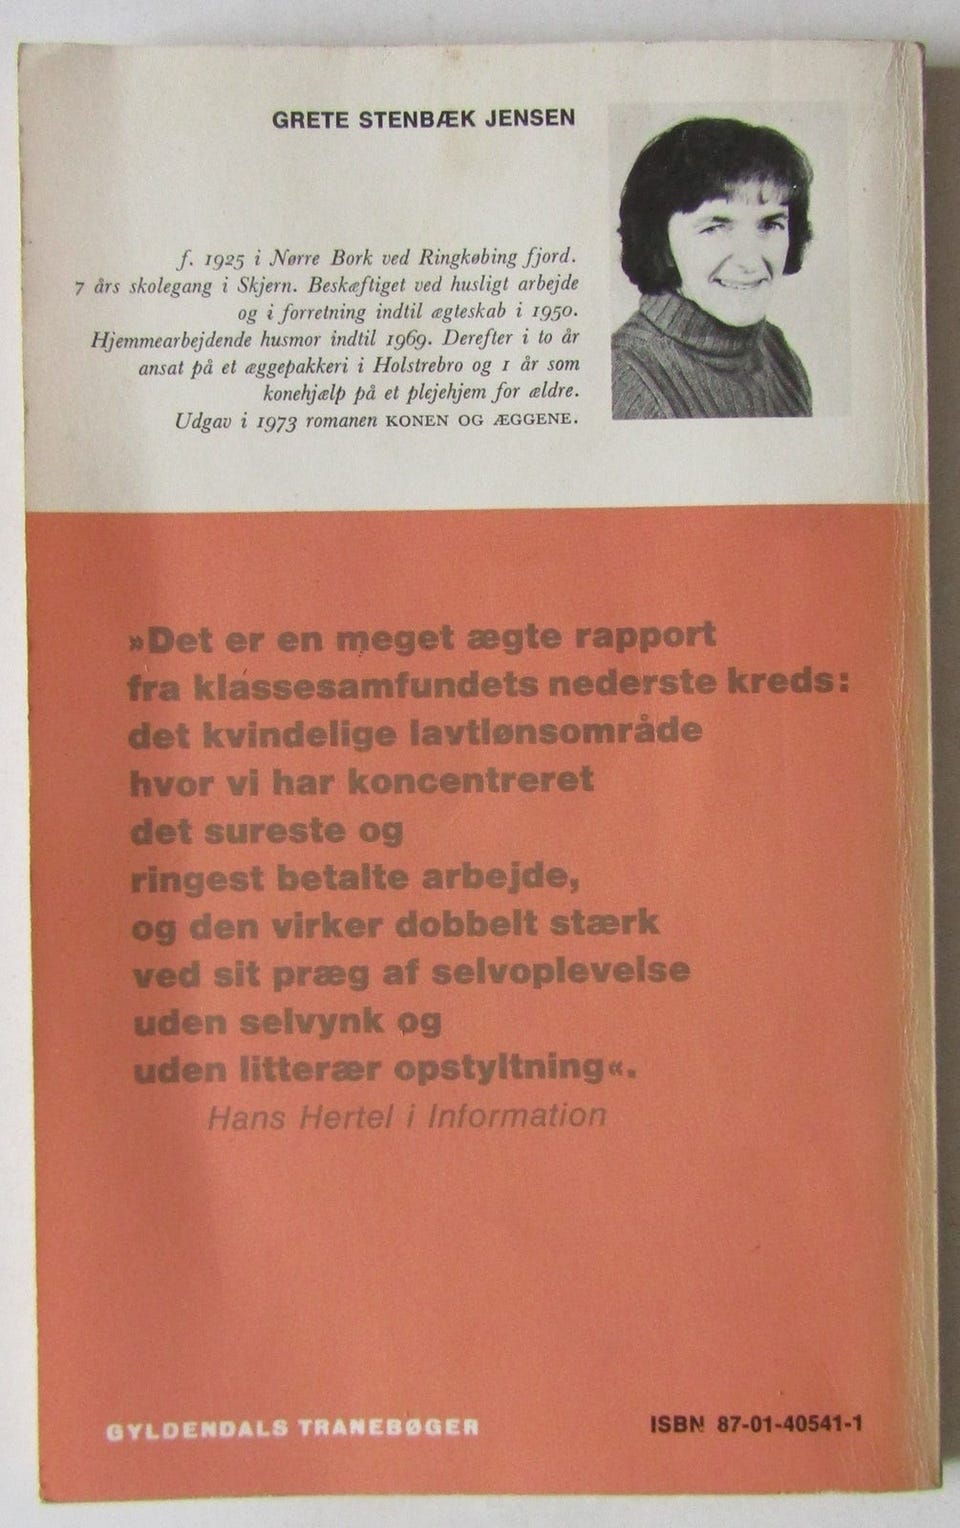 GRETE STENBÆK JENSEN
f. 1925 i Nørre Bork ved Ringkøbing fjord.
7 års skolegang i Skjern. Beskæftiget ved husligt arbejde
og i forretning indtil ægteskab i 1950.
Hjemmearbejdende husmor indtil 1969. Derefter i to år
ansat på et æggepakkeri i Holstrebro og 1 år som
konehjælp på et plejehjem for ældre.
Udgav i 1973 romanen KONEN OG ÆGGENE.
»Det er en meget ægte rapport
fra klassesamfundets nederste kreds:
det kvindelige lavtlønsområde
hvor vi har koncentreret
det sureste og
ringest betalte arbejde,
og den virker dobbelt stærk
ved sit præg af selvoplevelse
uden selvynk og
uden litterær opstyltning«.
Hans Hertel i Information
GYLDENDALS TRANEBØGER
ISBN 87-01-40541-1